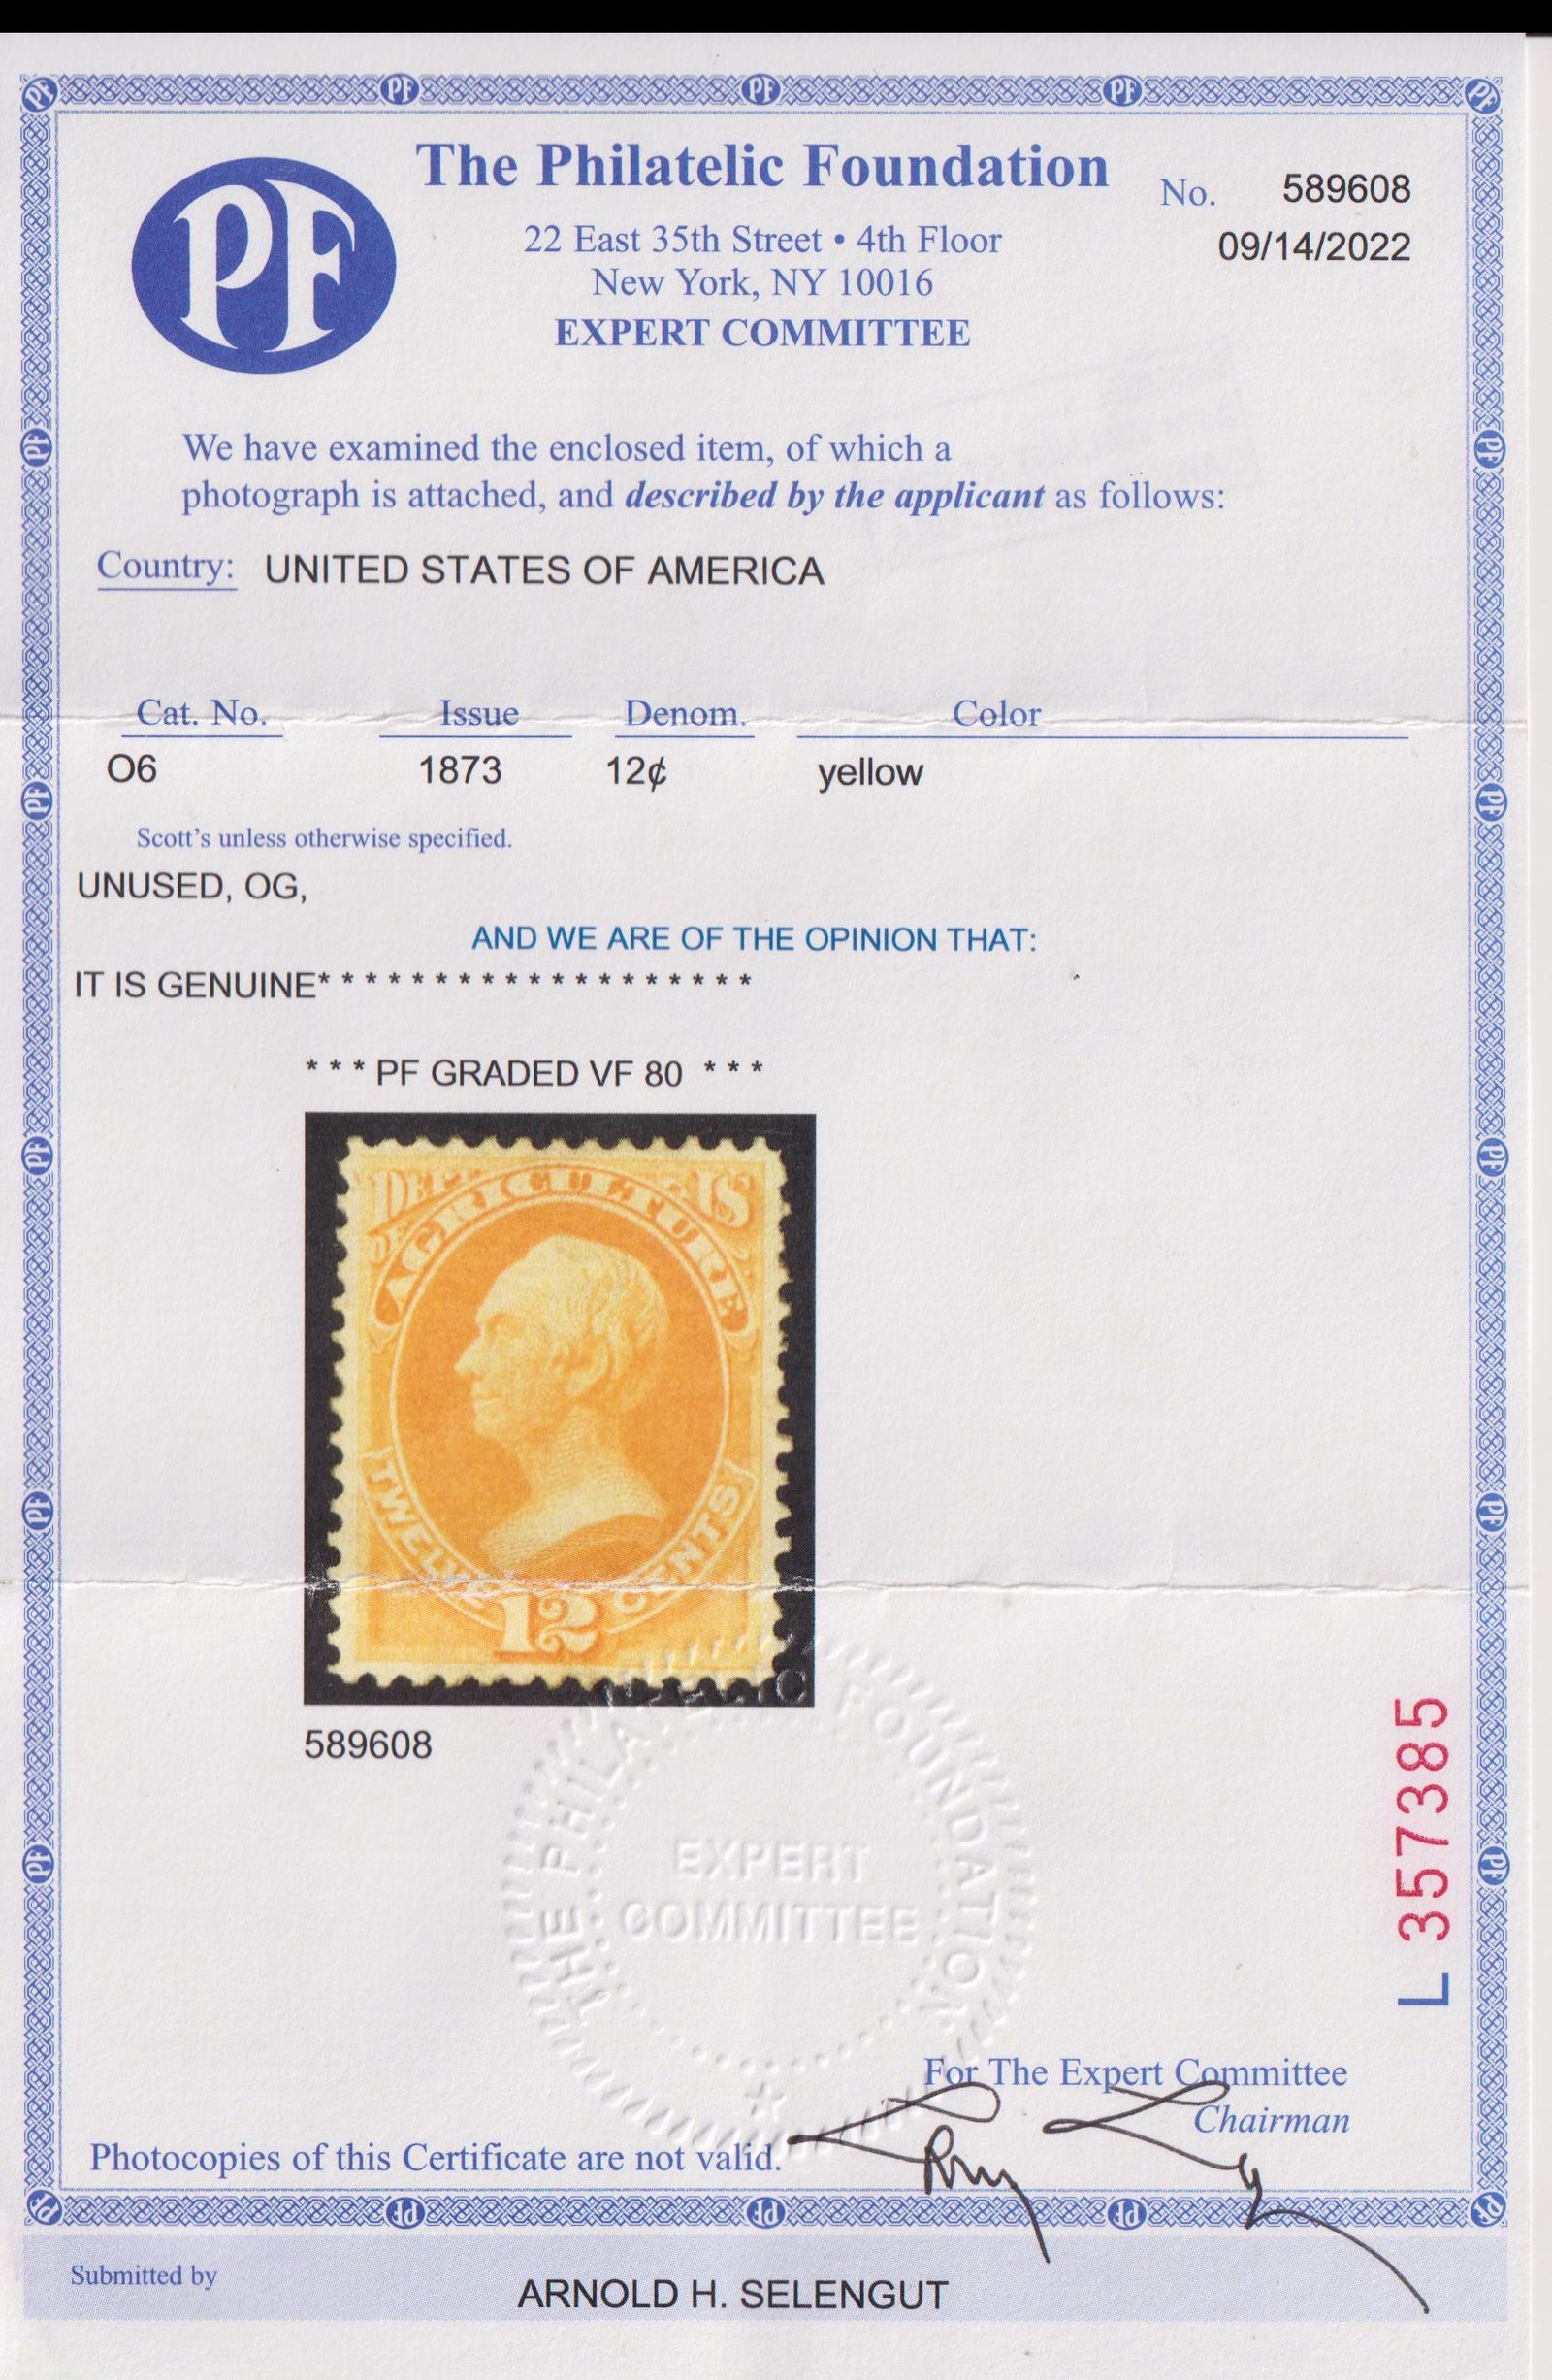 PF
The Philatelic Foundation
No. 589608
22 East 35th Street • 4th Floor
09/14/2022
New York, NY 10016
EXPERT COMMITTEE
We have examined the enclosed item, of which a
photograph is attached, and described by the applicant as follows:
Country: UNITED STATES OF AMERICA
Cat. No. Issue Denom. Color
O6 1873 12¢ yellow
Scott's unless otherwise specified.
UNUSED, OG,
AND WE ARE OF THE OPINION THAT:
IT IS GENUINE* * * * * * * * * * * * * * * * * * *
* * * PF GRADED VF 80 * * *
AGRICULTURE
TWELVE 12 CENTS
589608
THE PHILATELIC FOUNDATION
EXPERT
COMMITTEE
L 357385
For The Expert Committee
Chairman
Photocopies of this Certificate are not valid.
Submitted by
ARNOLD H. SELENGUT